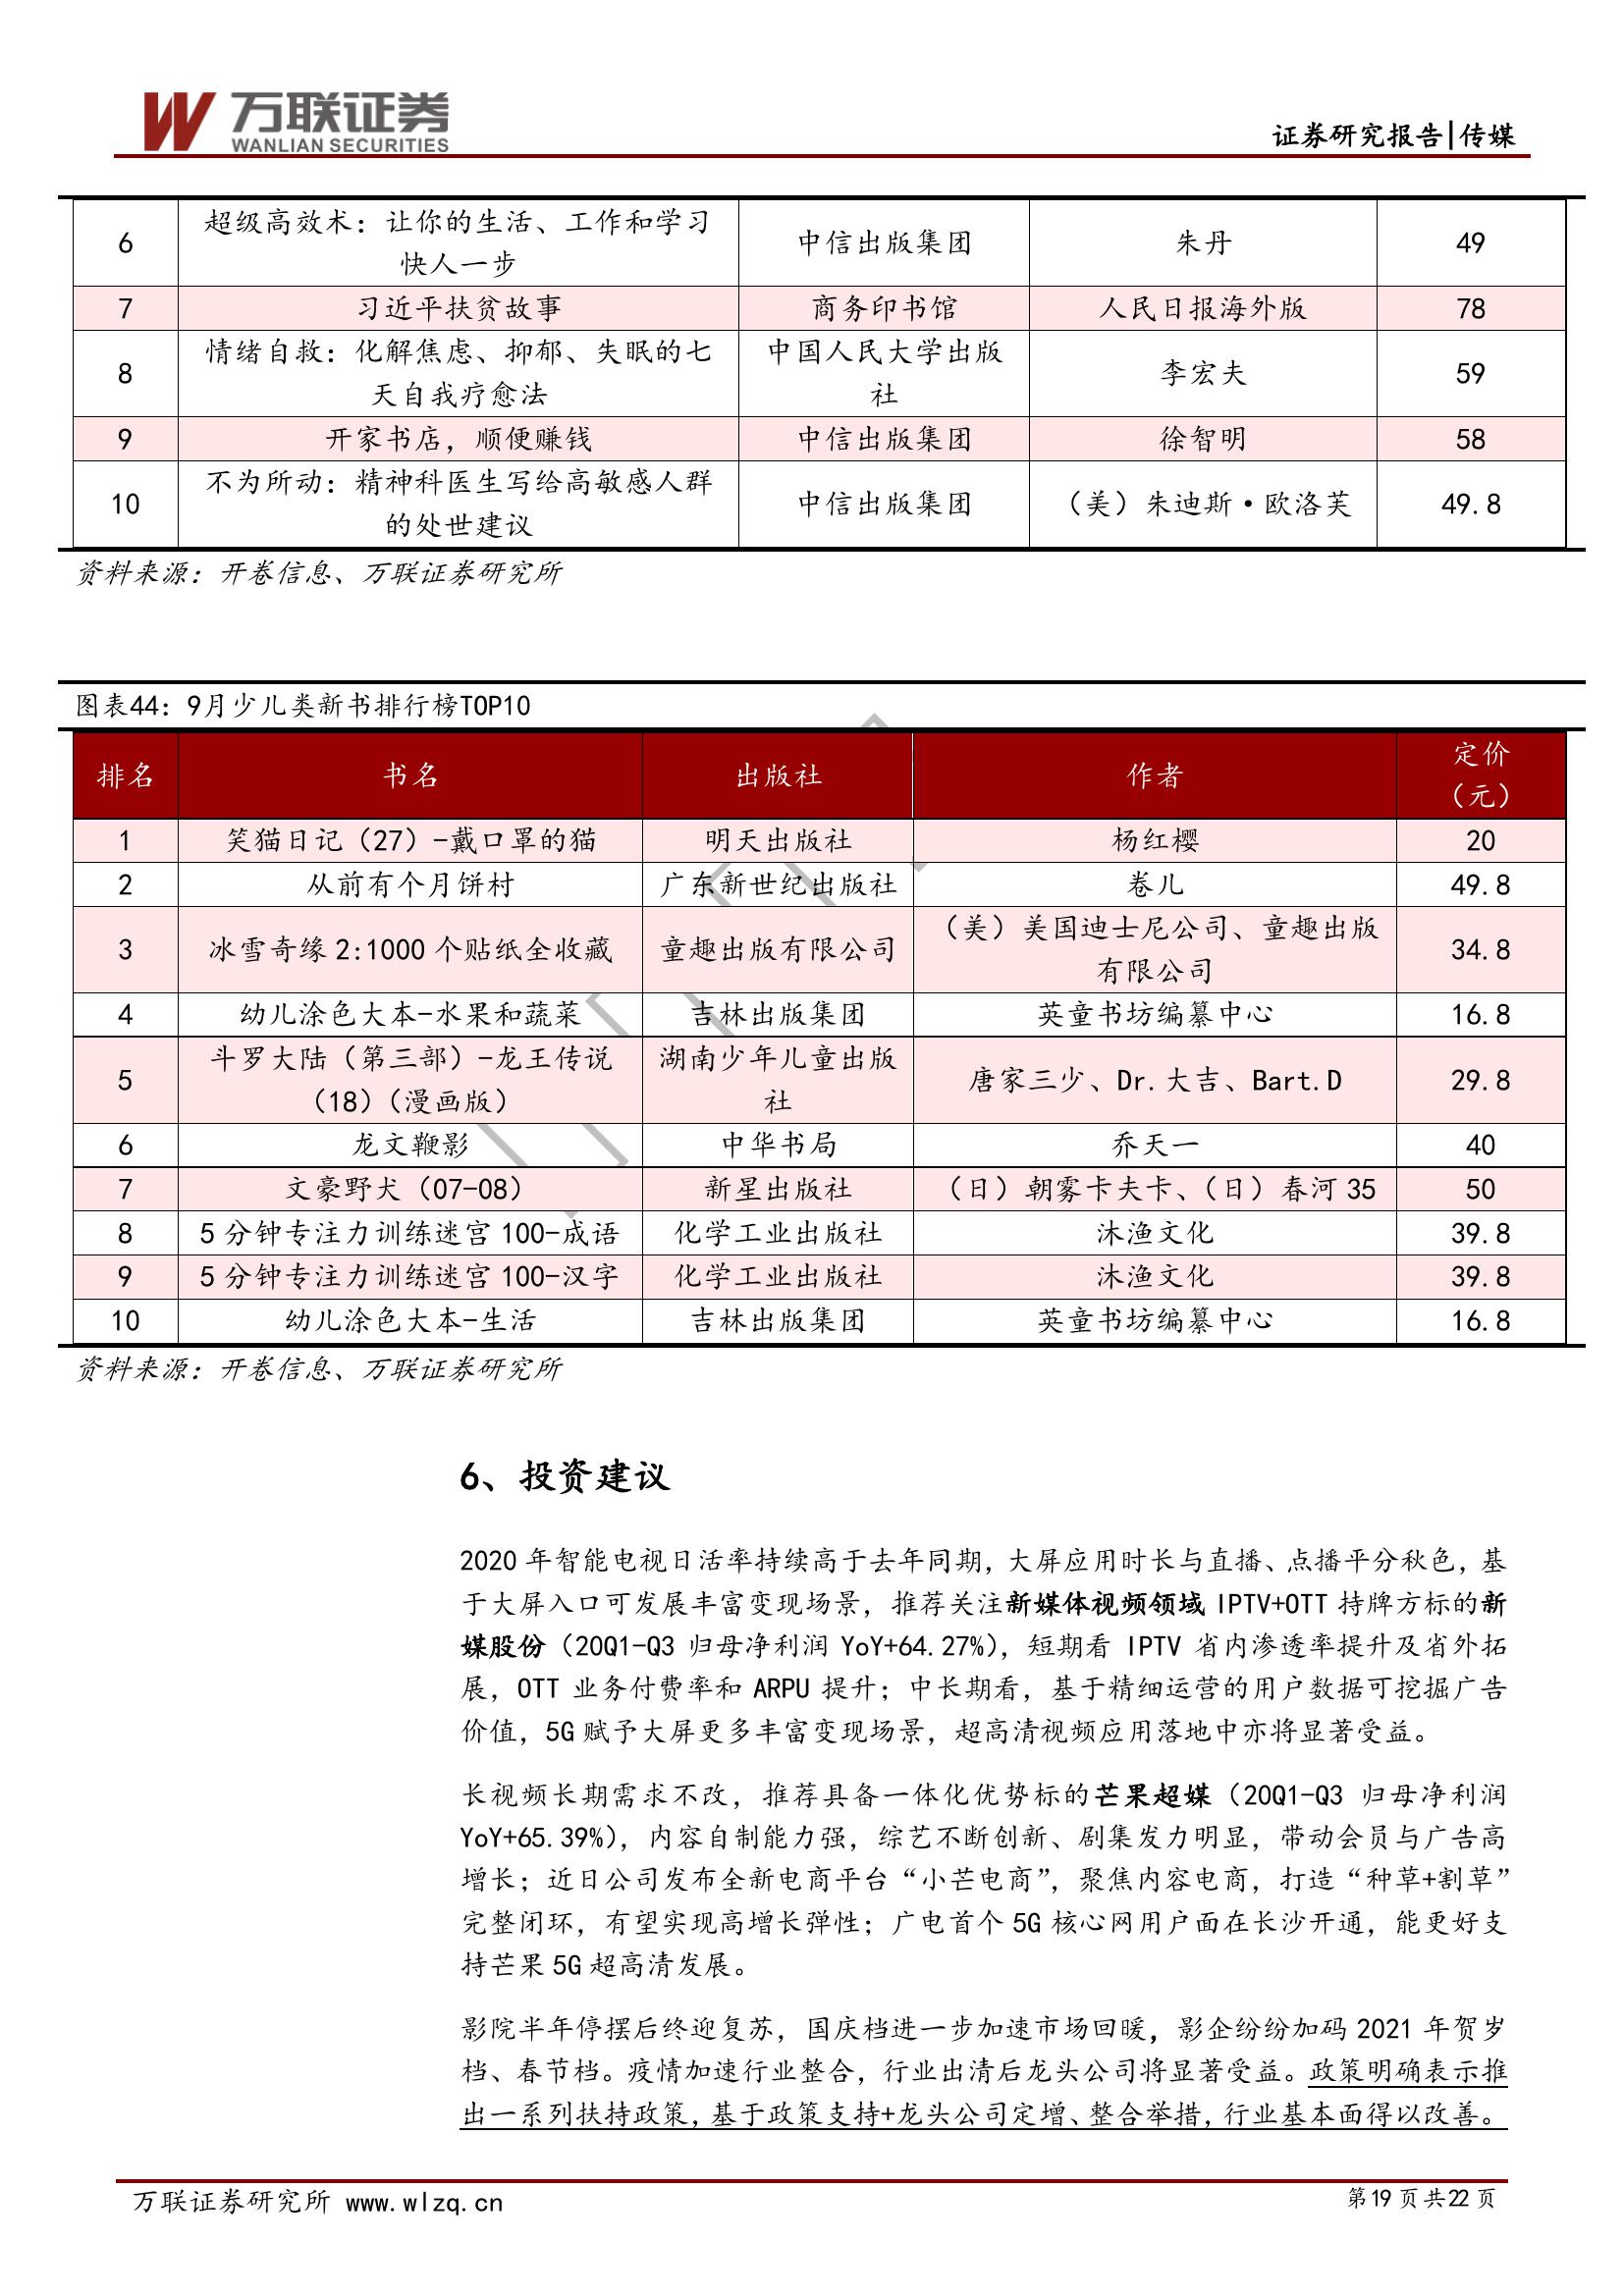 万联证券
WANLIAN SECURITIES
证券研究报告|传媒
6 超级高效术：让你的生活、工作和学习 中信出版集团 朱丹 49
快人一步
7 习近平扶贫故事 商务印书馆 人民日报海外版 78
8 情绪自救：化解焦虑、抑郁、失眠的七 中国人民大学出版 李宏夫 59
天自我疗愈法 社
9 开家书店，顺便赚钱 中信出版集团 徐智明 58
10 不为所动：精神科医生写给高敏感人群 中信出版集团 （美）朱迪斯·欧洛芙 49.8
的处世建议
资料来源：开卷信息、万联证券研究所
图表44：9月少儿类新书排行榜TOP10
排名 书名 出版社 作者 定价
（元）
1 笑猫日记（27）-戴口罩的猫 明天出版社 杨红樱 20
2 从前有个月饼村 广东新世纪出版社 卷儿 49.8
3 冰雪奇缘 2:1000 个贴纸全收藏 童趣出版有限公司 （美）美国迪士尼公司、童趣出版 34.8
有限公司
4 幼儿涂色大本-水果和蔬菜 吉林出版集团 英童书坊编纂中心 16.8
5 斗罗大陆（第三部）-龙王传说 湖南少年儿童出版 唐家三少、Dr.大吉、Bart.D 29.8
（18）(漫画版） 社
6 龙文鞭影 中华书局 乔天一 40
7 文豪野犬（07-08） 新星出版社 （日）朝雾卡夫卡、（日）春河 35 50
8 5 分钟专注力训练迷宫 100-成语 化学工业出版社 沐渔文化 39.8
9 5 分钟专注力训练迷宫 100-汉字 化学工业出版社 沐渔文化 39.8
10 幼儿涂色大本-生活 吉林出版集团 英童书坊编纂中心 16.8
资料来源：开卷信息、万联证券研究所
6、投资建议
2020 年智能电视日活率持续高于去年同期，大屏应用时长与直播、点播平分秋色，基
于大屏入口可发展丰富变现场景，推荐关注新媒体视频领域 IPTV+OTT 持牌方标的新
媒股份（20Q1-Q3 归母净利润 YoY+64.27%），短期看 IPTV 省内渗透率提升及省外拓
展，OTT 业务付费率和 ARPU 提升；中长期看，基于精细运营的用户数据可挖掘广告
价值，5G 赋予大屏更多丰富变现场景，超高清视频应用落地中亦将显著受益。
长视频长期需求不改，推荐具备一体化优势标的芒果超媒（20Q1-Q3 归母净利润
YoY+65.39%），内容自制能力强，综艺不断创新、剧集发力明显，带动会员与广告高
增长；近日公司发布全新电商平台“小芒电商”，聚焦内容电商，打造“种草+割草”
完整闭环，有望实现高增长弹性；广电首个 5G 核心网用户面在长沙开通，能更好支
持芒果 5G 超高清发展。
影院半年停摆后终迎复苏，国庆档进一步加速市场回暖，影企纷纷加码 2021 年贺岁
档、春节档。疫情加速行业整合，行业出清后龙头公司将显著受益。政策明确表示推
出一系列扶持政策，基于政策支持+龙头公司定增、整合举措，行业基本面得以改善。
万联证券研究所 www.wlzq.cn
第 19 页 共 22 页